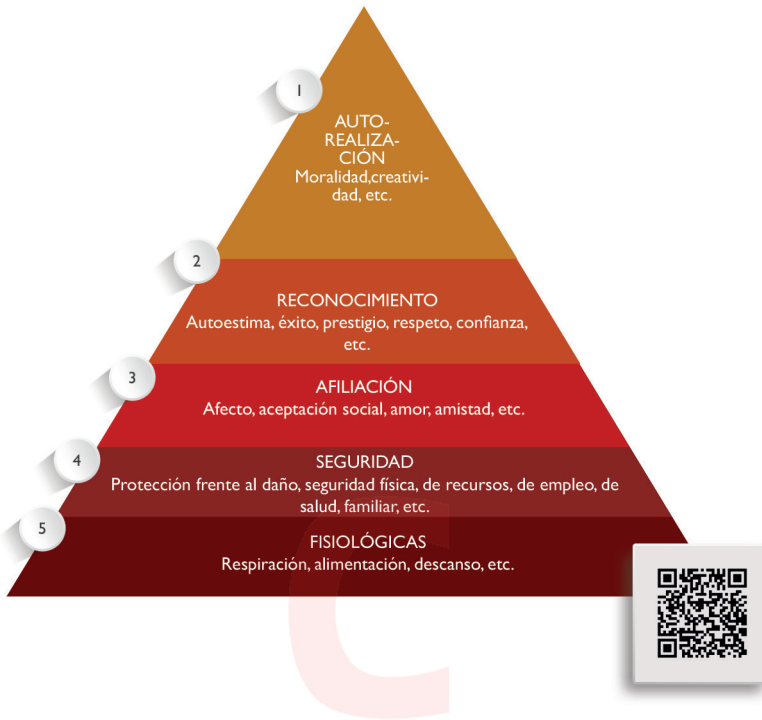 1
AUTO-
REALIZA-
CIÓN
Moralidad,creativi-
dad, etc.
2
RECONOCIMIENTO
Autoestima, éxito, prestigio, respeto, confianza,
etc.
3
AFILIACIÓN
Afecto, aceptación social, amor, amistad, etc.
4
SEGURIDAD
Protección frente al daño, seguridad física, de recursos, de empleo, de
salud, familiar, etc.
5
FISIOLÓGICAS
Respiración, alimentación, descanso, etc.
C